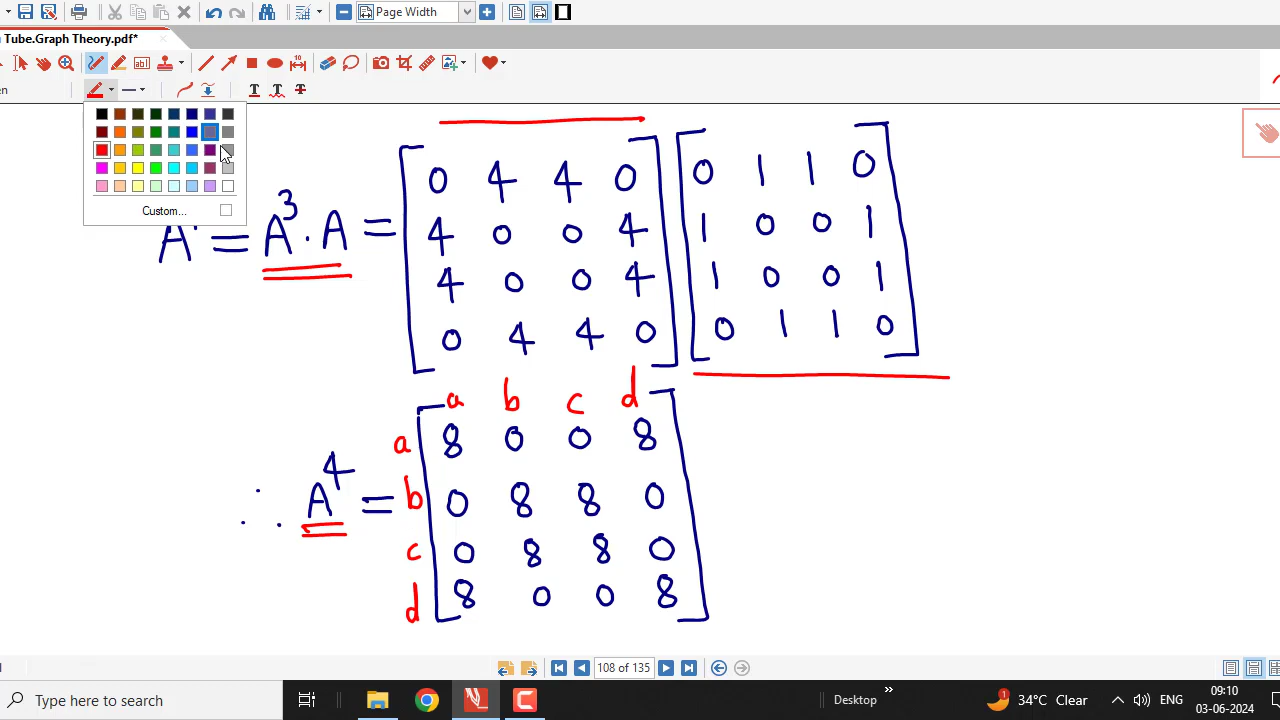 Page Width
Tube.Graph Theory.pdf*
10
en
Custom...
= A³ . A = [ 0 4 4 0 ] [ 0 1 1 0 ]
4 0 0 4 1 0 0 1
4 0 0 4 1 0 0 1
0 4 4 0 0 1 1 0
a b c d
a 8 0 0 8
∴ A⁴ = b 0 8 8 0
c 0 8 8 0
d 8 0 0 8
108 of 135
Type here to search
Desktop
»
1
34°C Clear
ENG
09:10
03-06-2024